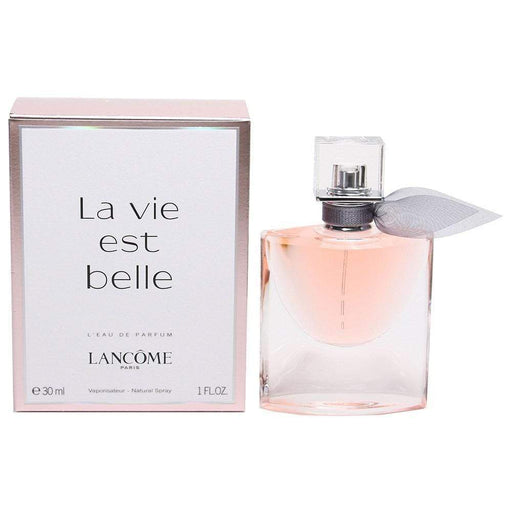 La vie
est
belle
L'EAU DE PARFUM
LANCÔME
PARIS
℮ 30 ml Vaporisateur - Natural Spray 1 FL.OZ.